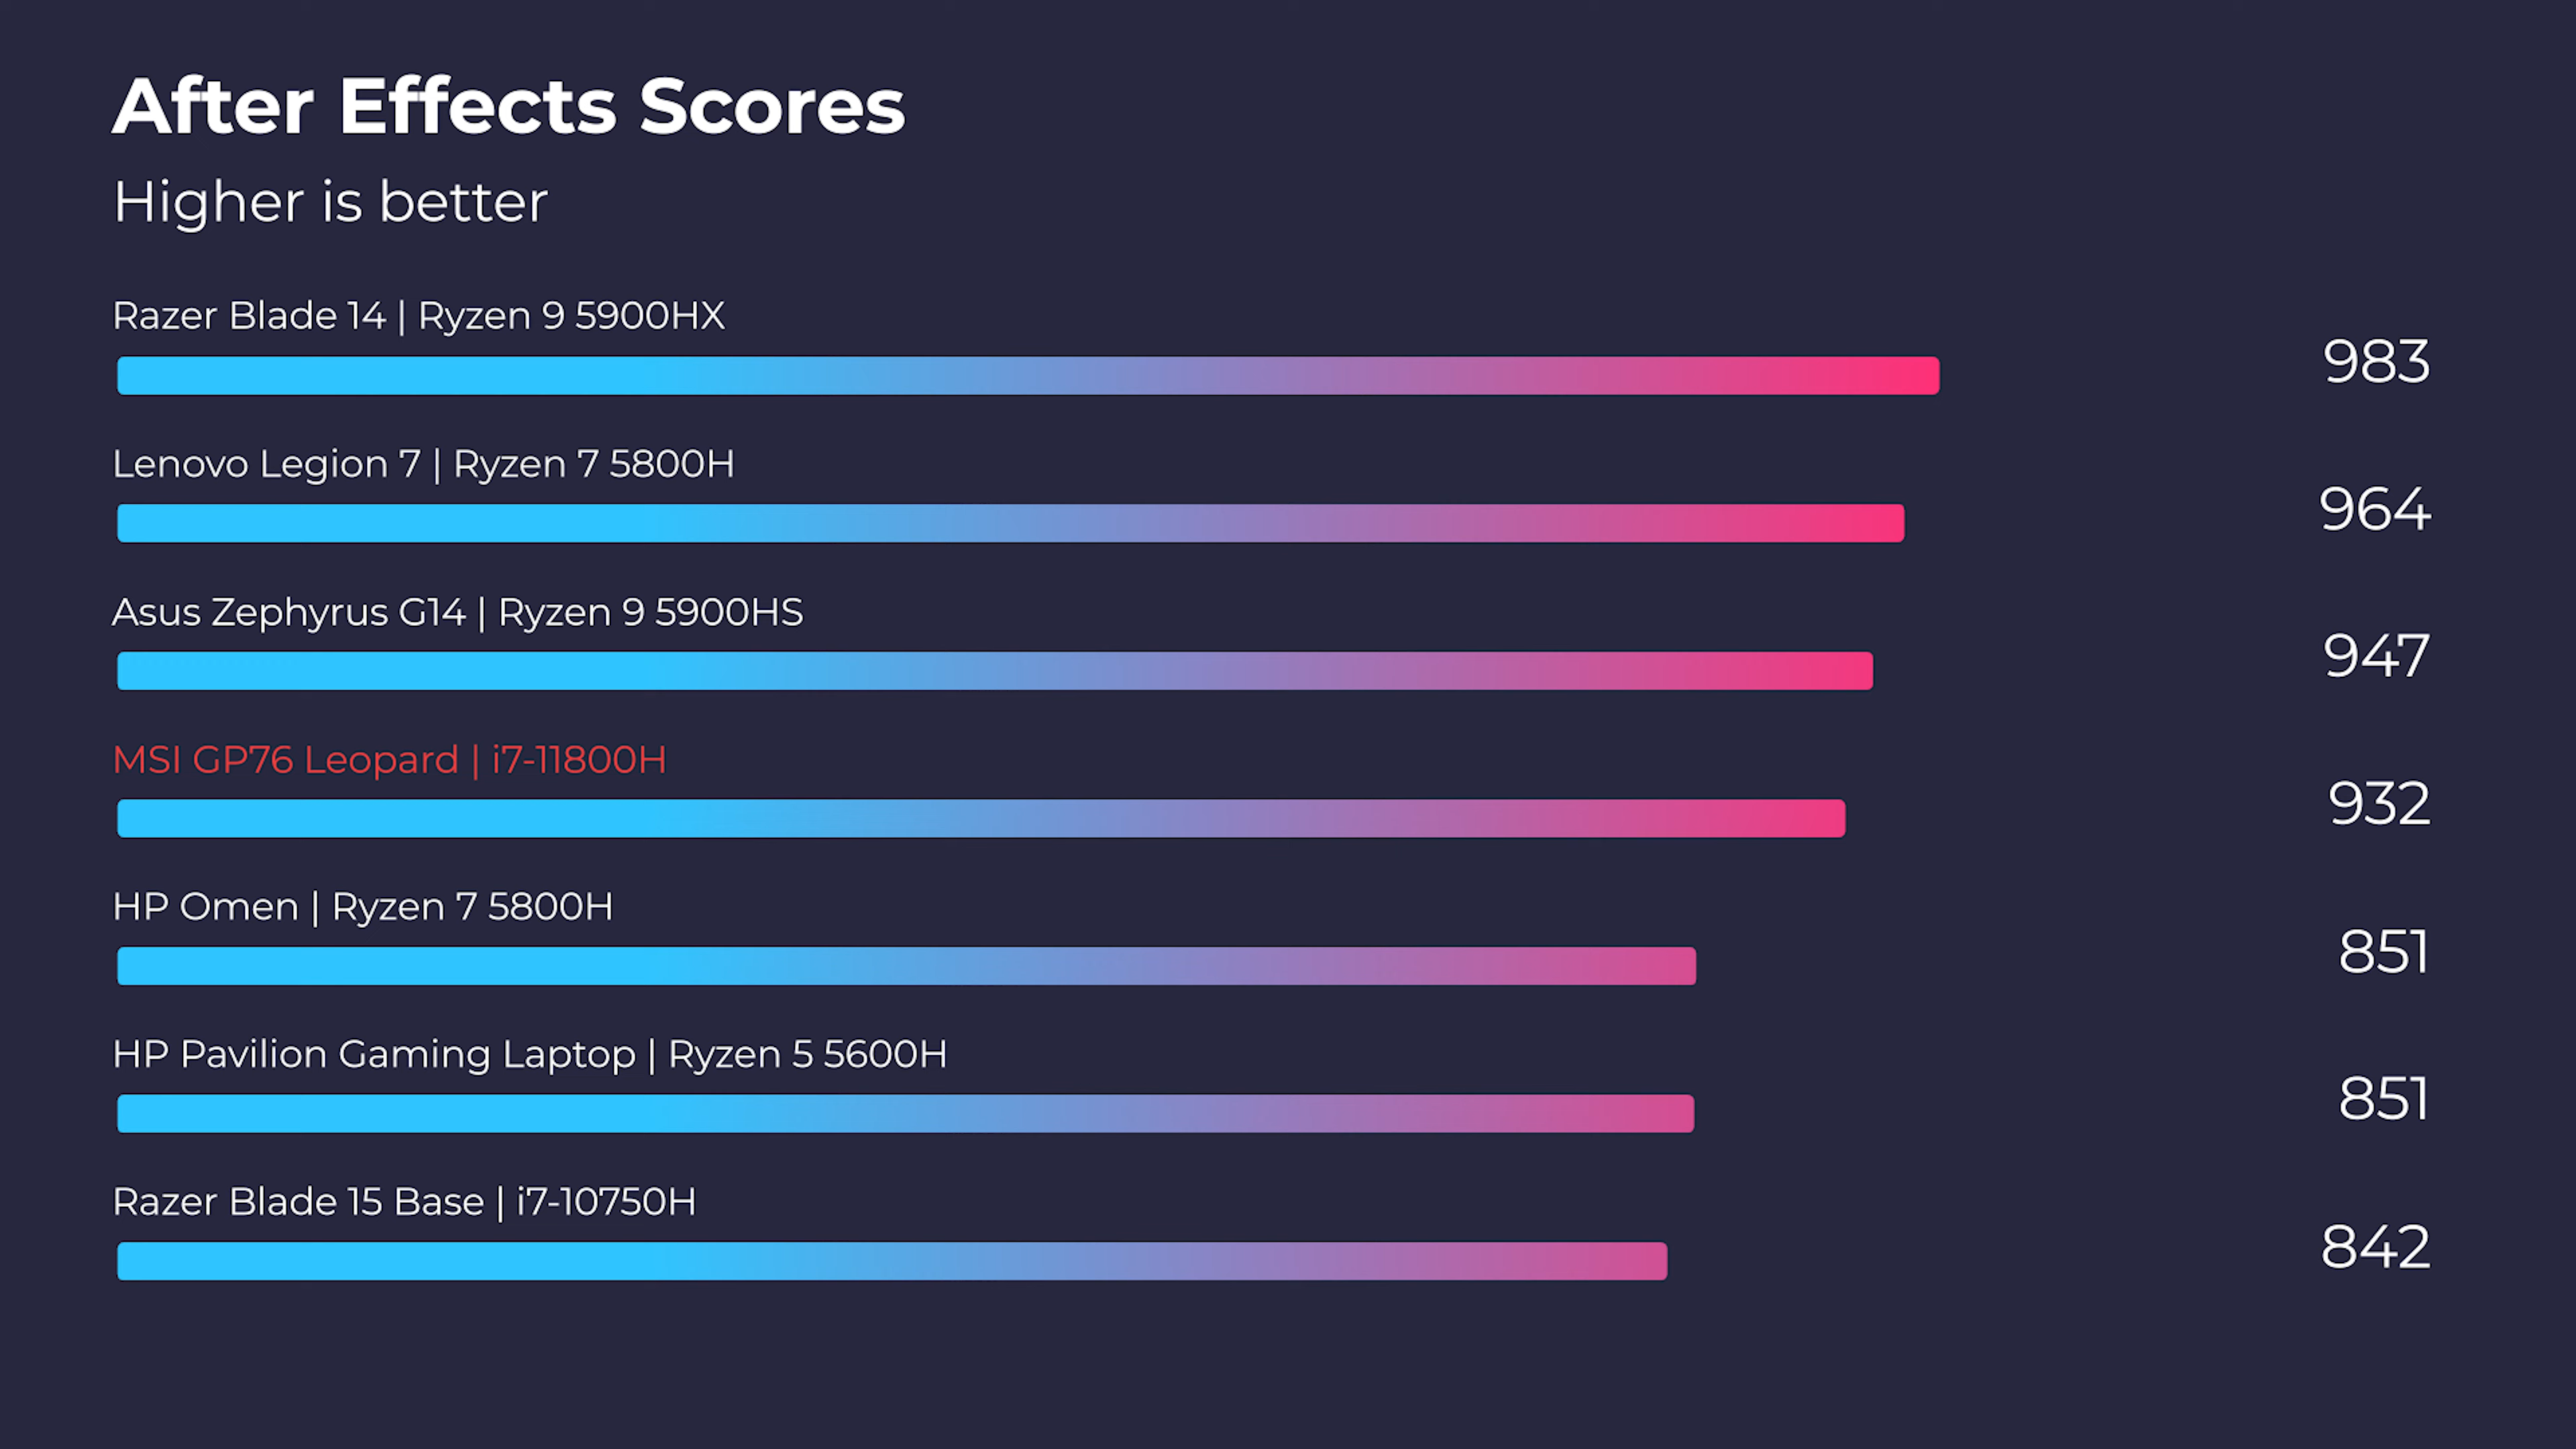 After Effects Scores
Higher is better
Razer Blade 14 | Ryzen 9 5900HX
983
Lenovo Legion 7 | Ryzen 7 5800H
964
Asus Zephyrus G14 | Ryzen 9 5900HS
947
MSI GP76 Leopard | i7-11800H
932
HP Omen | Ryzen 7 5800H
851
HP Pavilion Gaming Laptop | Ryzen 5 5600H
851
Razer Blade 15 Base | i7-10750H
842